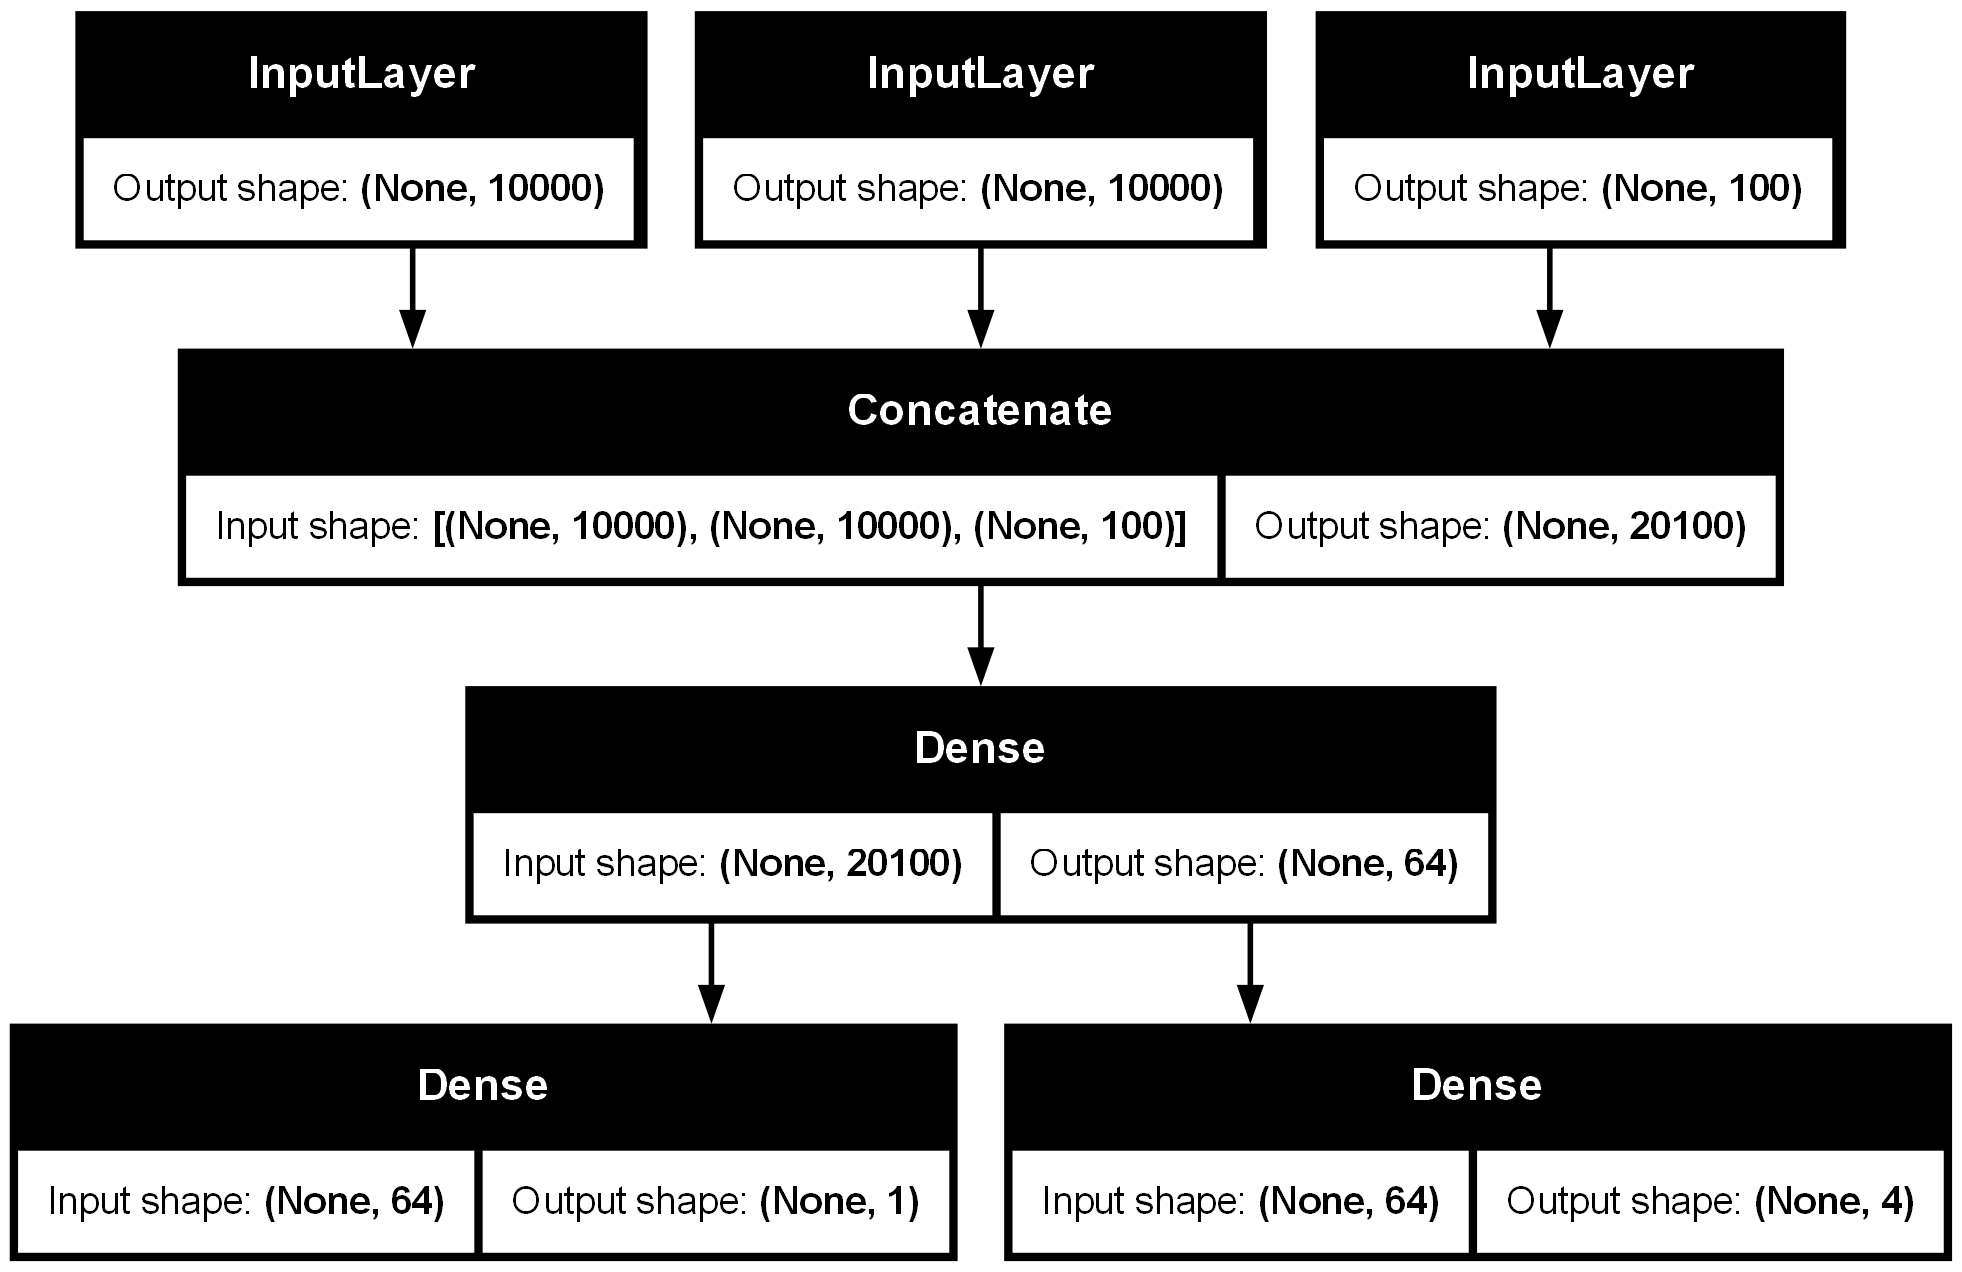 InputLayer
Output shape: (None, 10000)
InputLayer
Output shape: (None, 10000)
InputLayer
Output shape: (None, 100)
Concatenate
Input shape: [(None, 10000), (None, 10000), (None, 100)]
Output shape: (None, 20100)
Dense
Input shape: (None, 20100)
Output shape: (None, 64)
Dense
Input shape: (None, 64)
Output shape: (None, 1)
Dense
Input shape: (None, 64)
Output shape: (None, 4)